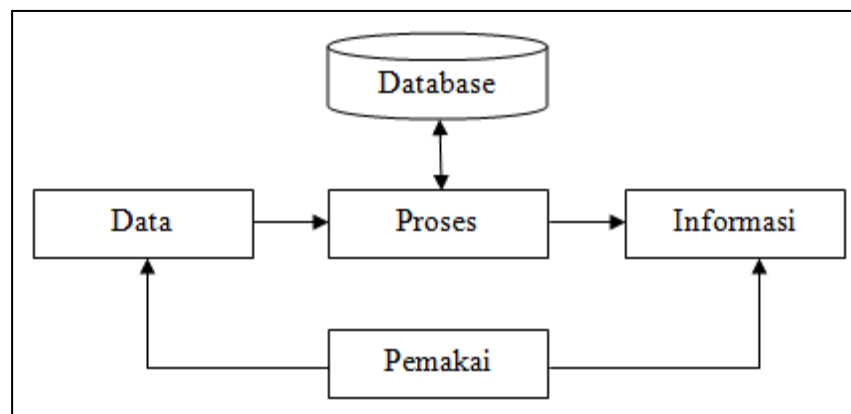 Database
Data
Proses
Informasi
Pemakai